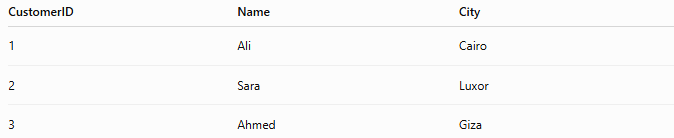 CustomerID Name City
1 Ali Cairo
2 Sara Luxor
3 Ahmed Giza